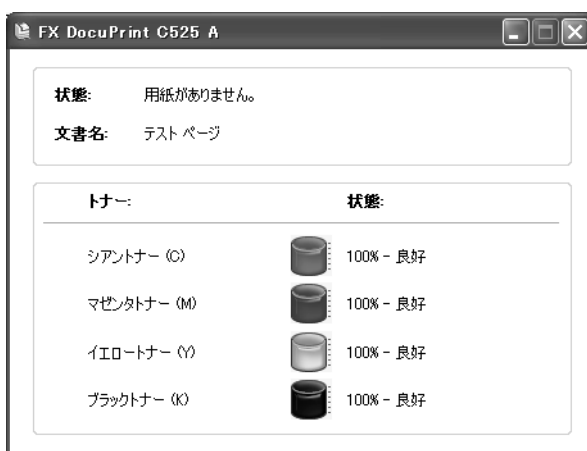 FX DocuPrint C525 A
状態: 用紙がありません。
文書名: テスト ページ
トナー: 状態:
シアントナー (C) 100% - 良好
マゼンタトナー (M) 100% - 良好
イエロートナー (Y) 100% - 良好
ブラックトナー (K) 100% - 良好